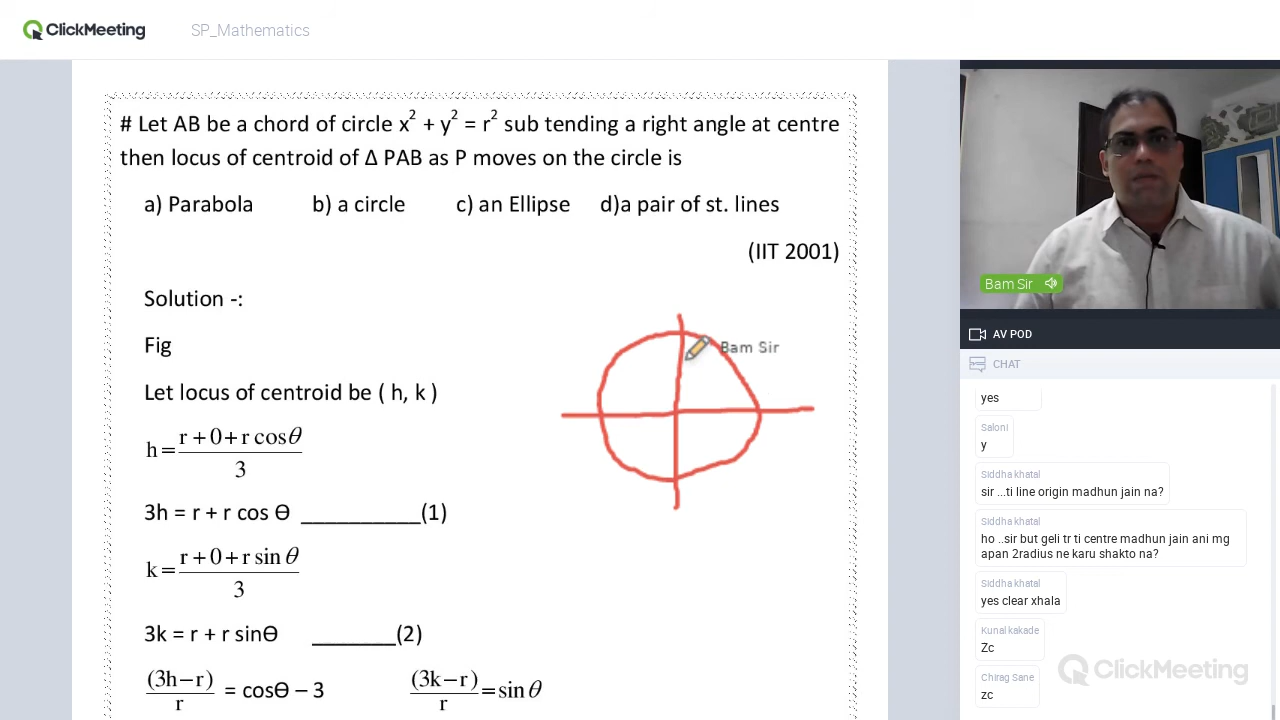 ClickMeeting
SP_Mathematics
# Let AB be a chord of circle x² + y² = r² sub tending a right angle at centre
then locus of centroid of Δ PAB as P moves on the circle is
a) Parabola b) a circle c) an Ellipse d)a pair of st. lines
(IIT 2001)
Solution -:
Fig
Bam Sir
Let locus of centroid be ( h, k )
h = (r + 0 + r cos θ)/3
3h = r + r cos Ɵ __________(1)
k = (r + 0 + r sin θ)/3
3k = r + r sinƟ _______(2)
(3h – r)/r = cosƟ – 3 (3k – r)/r = sin θ
Bam Sir
AV POD
CHAT
yes
Saloni
y
Siddha khatal
sir ...ti line origin madhun jain na?
Siddha khatal
ho ..sir but geli tr ti centre madhun jain ani mg
apan 2radius ne karu shakto na?
Siddha khatal
yes clear xhala
Kunal kakade
Zc
Chirag Sane
zc
ClickMeeting